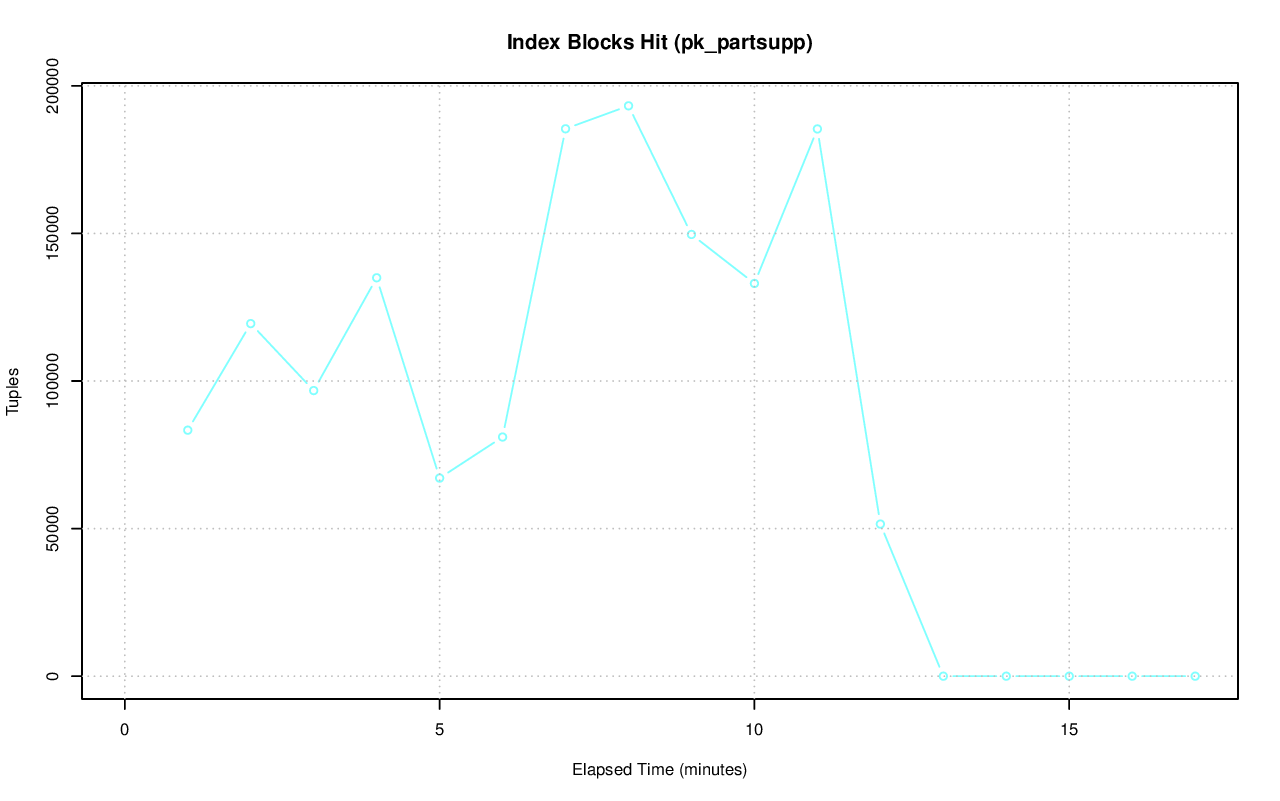 Index Blocks Hit (pk_partsupp)
Tuples
200000
150000
100000
50000
0
0 5 10 15
Elapsed Time (minutes)